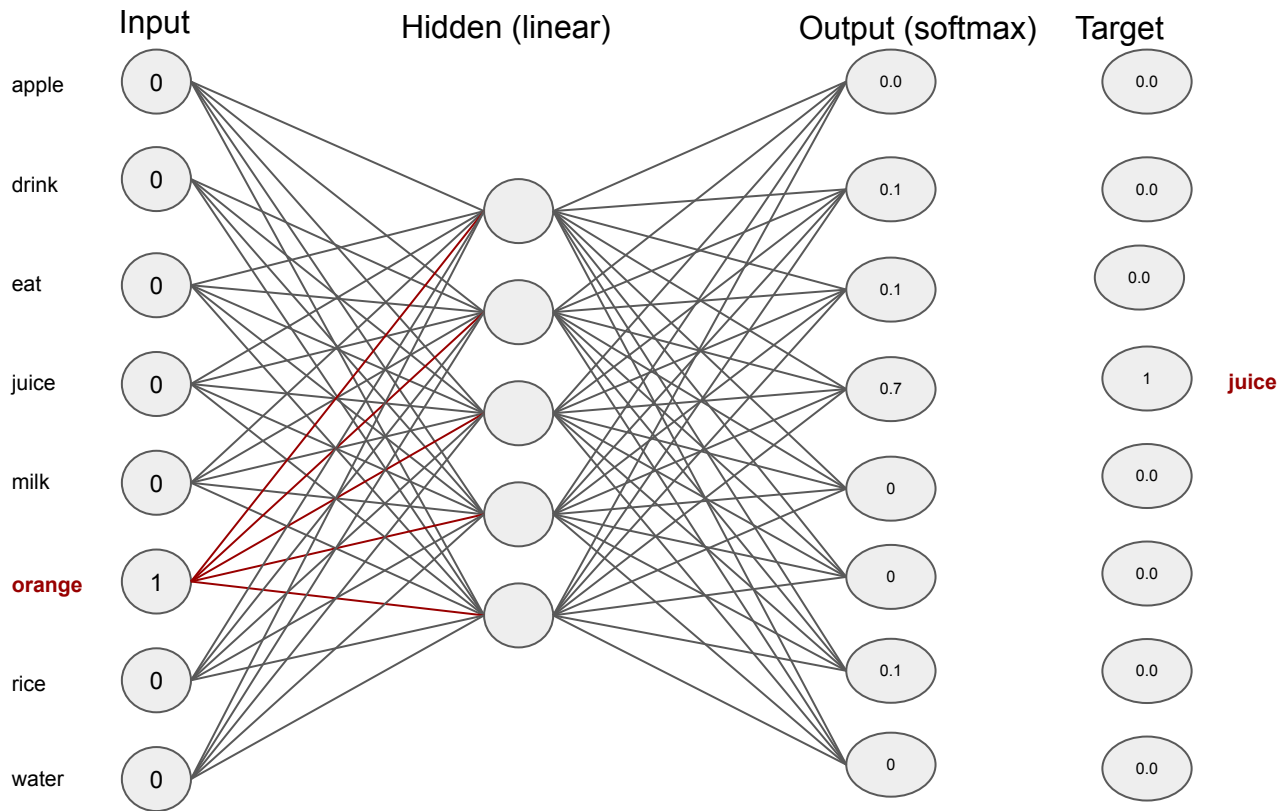 Input Hidden (linear) Output (softmax) Target
apple 0 0.0 0.0
drink 0 0.1 0.0
eat 0 0.1 0.0
juice 0 0.7 1 juice
milk 0 0 0.0
orange 1 0 0.0
rice 0 0.1 0.0
water 0 0 0.0